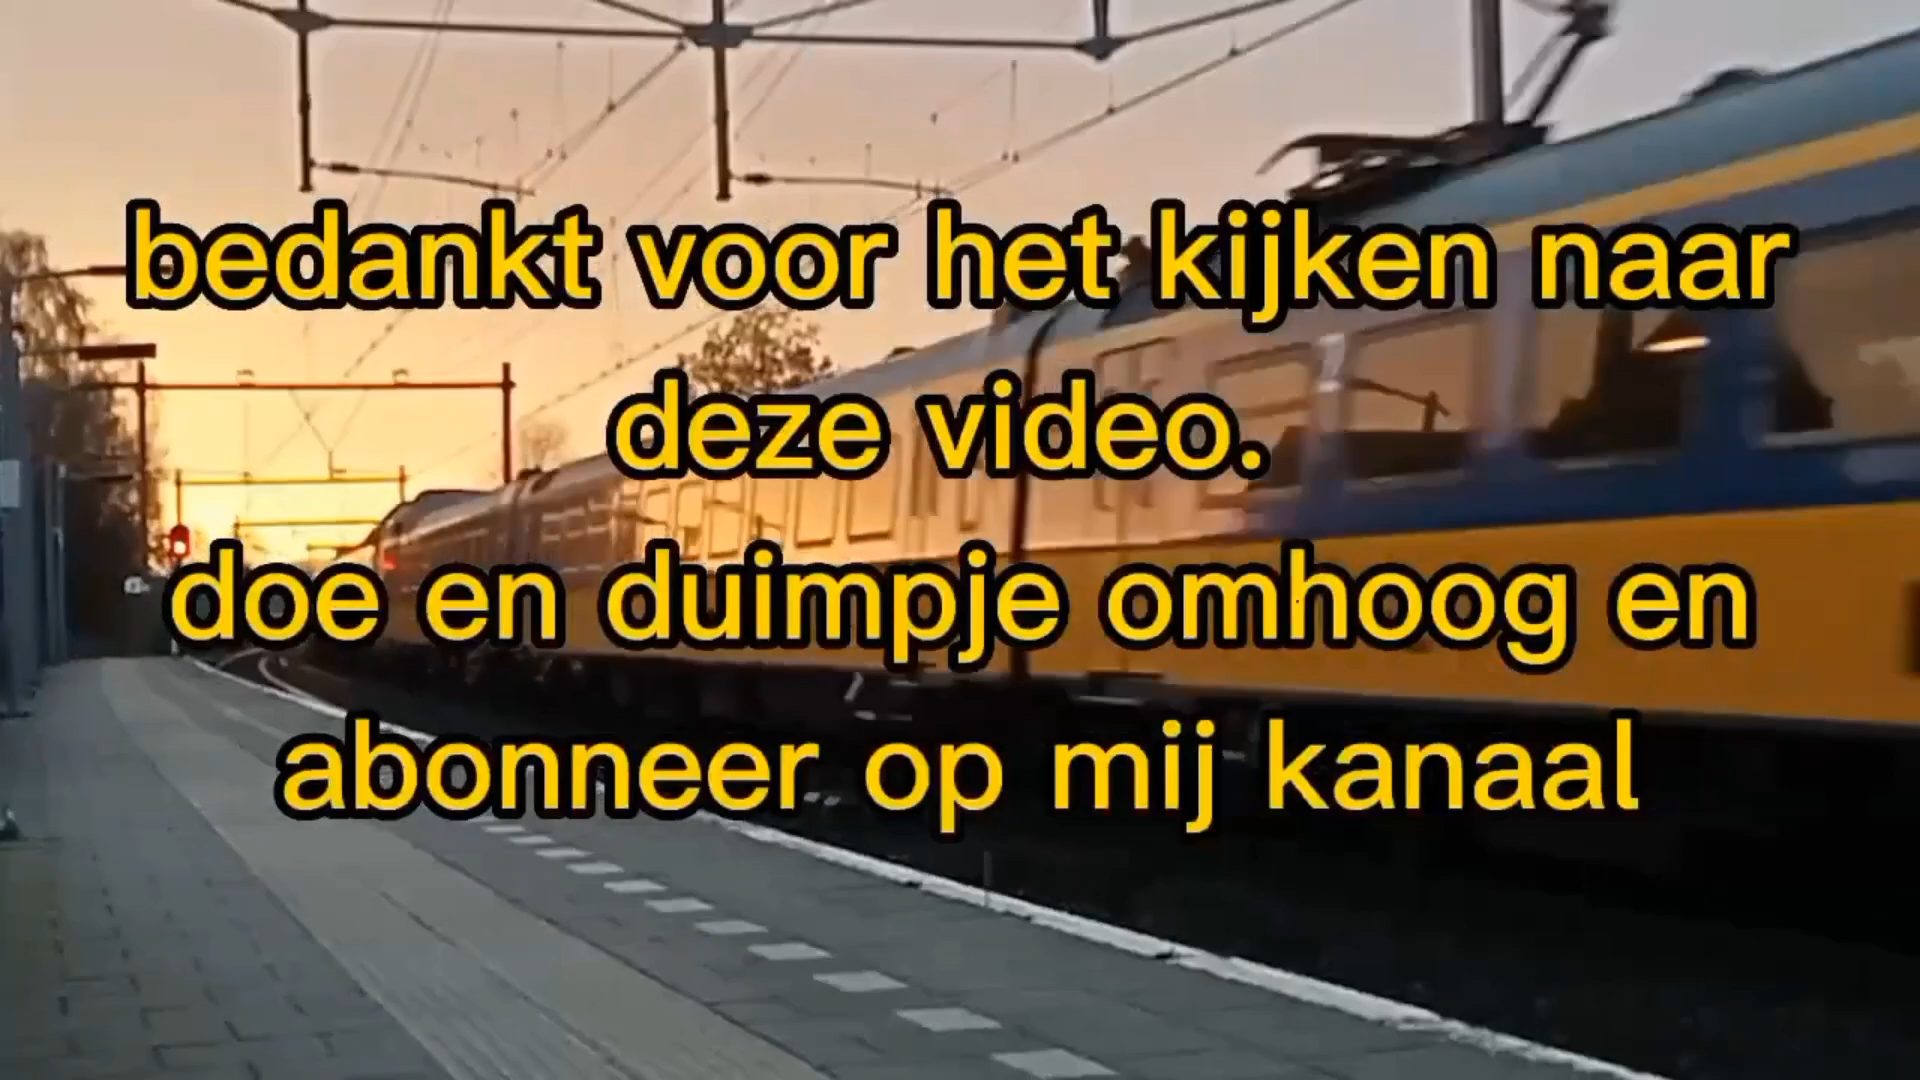 bedankt voor het kijken naar
deze video.
doe en duimpje omhoog en
abonneer op mij kanaal